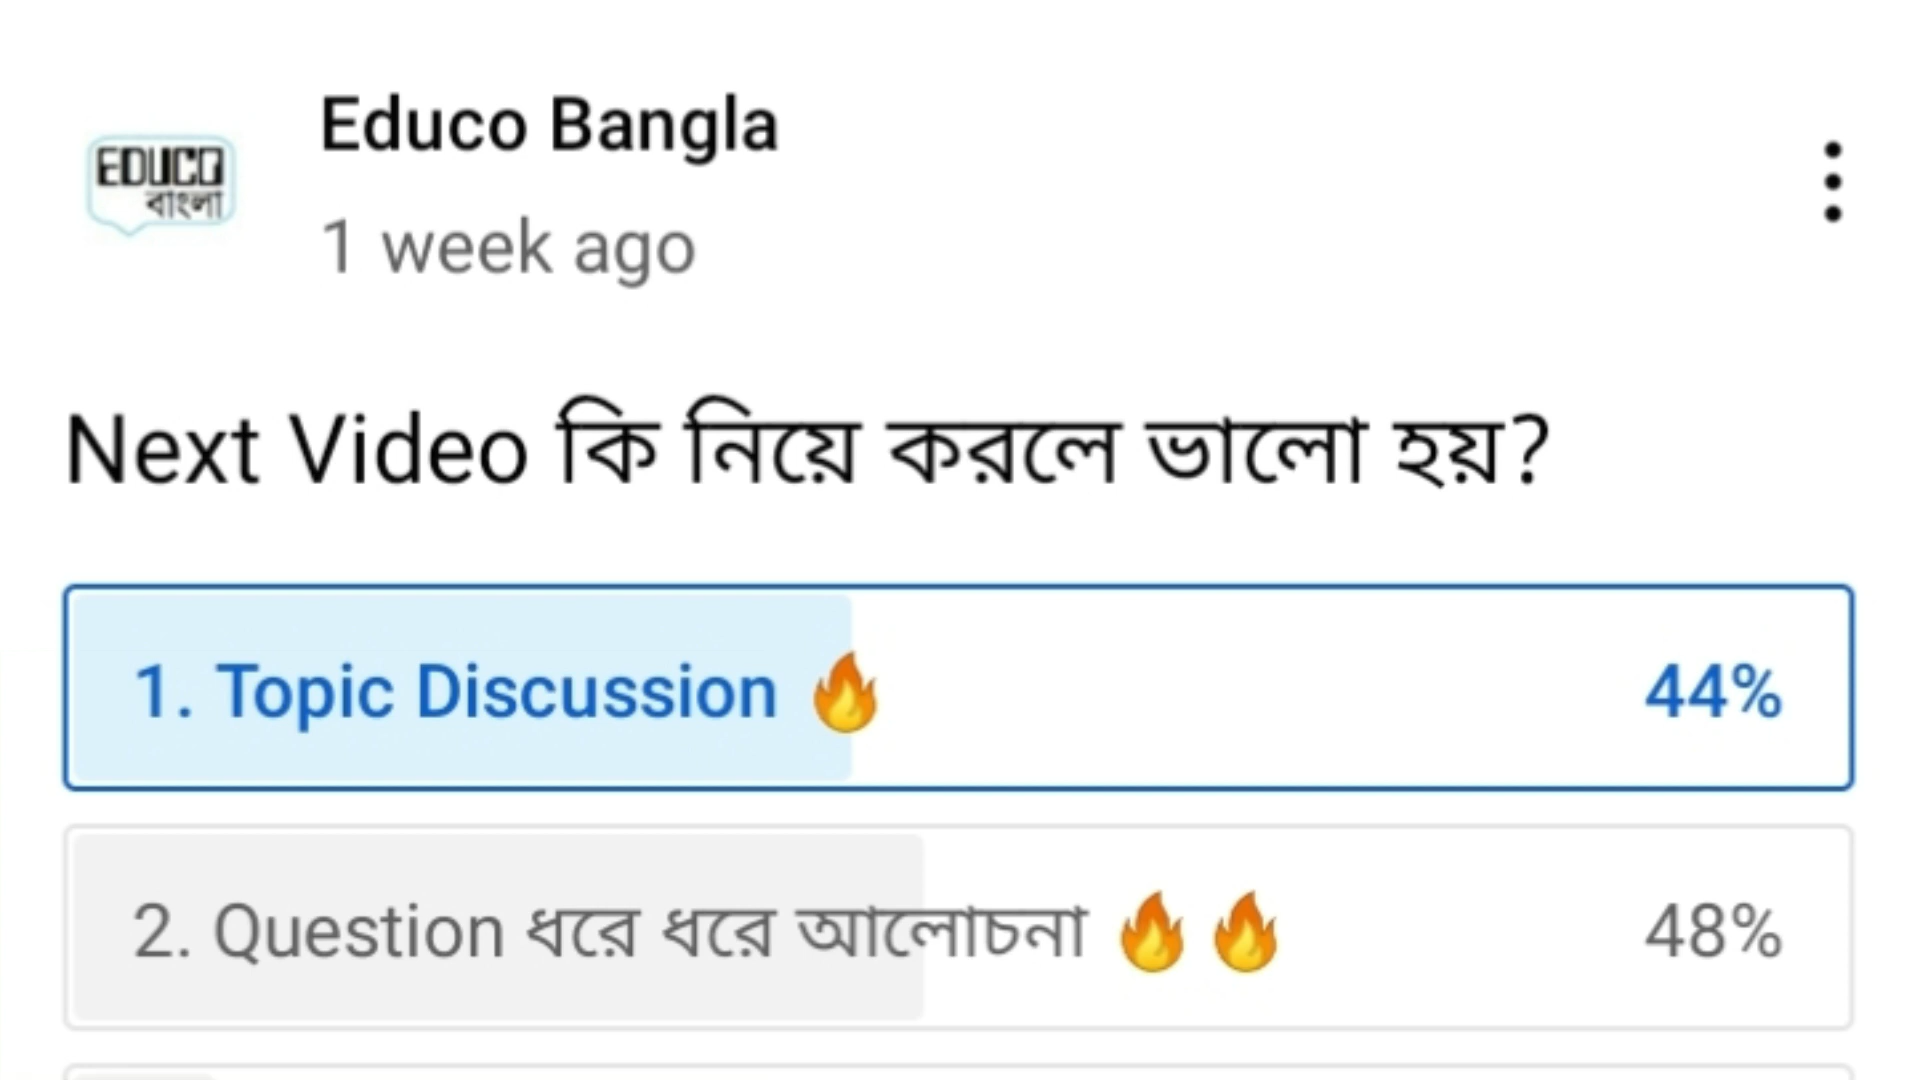 EDUCO
বাংলা
Educo Bangla
1 week ago
Next Video কি নিয়ে করলে ভালো হয়?
1. Topic Discussion 🔥 44%
2. Question ধরে ধরে আলোচনা 🔥 🔥 48%